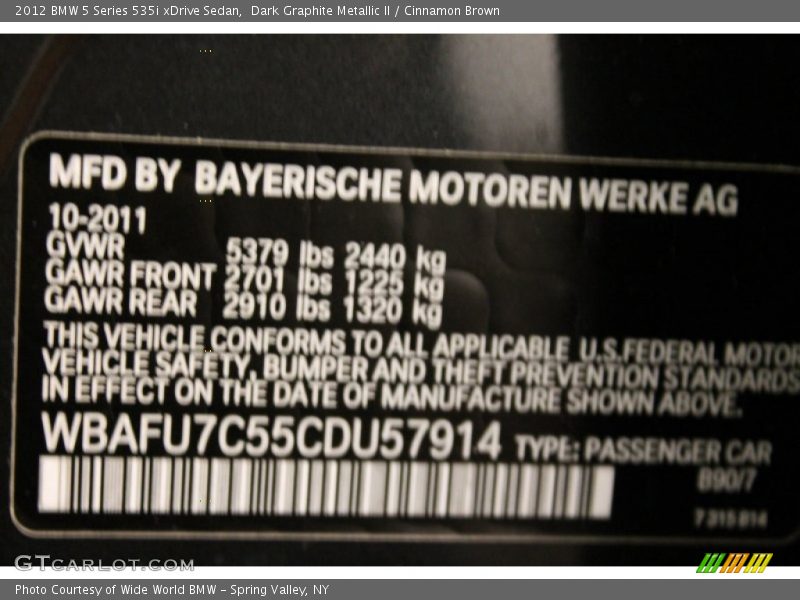 2012 BMW 5 Series 535i xDrive Sedan, Dark Graphite Metallic II / Cinnamon Brown
MFD BY BAYERISCHE MOTOREN WERKE AG
10-2011
GVWR 5379 lbs 2440 kg
GAWR FRONT 2701 lbs 1225 kg
GAWR REAR 2910 lbs 1320 kg
THIS VEHICLE CONFORMS TO ALL APPLICABLE U.S.FEDERAL MOTOR
VEHICLE SAFETY, BUMPER AND THEFT PREVENTION STANDARDS
IN EFFECT ON THE DATE OF MANUFACTURE SHOWN ABOVE.
WBAFU7C55CDU57914 TYPE: PASSENGER CAR
B90/7
7 315 814
GTCARLOT.COM
Photo Courtesy of Wide World BMW - Spring Valley, NY